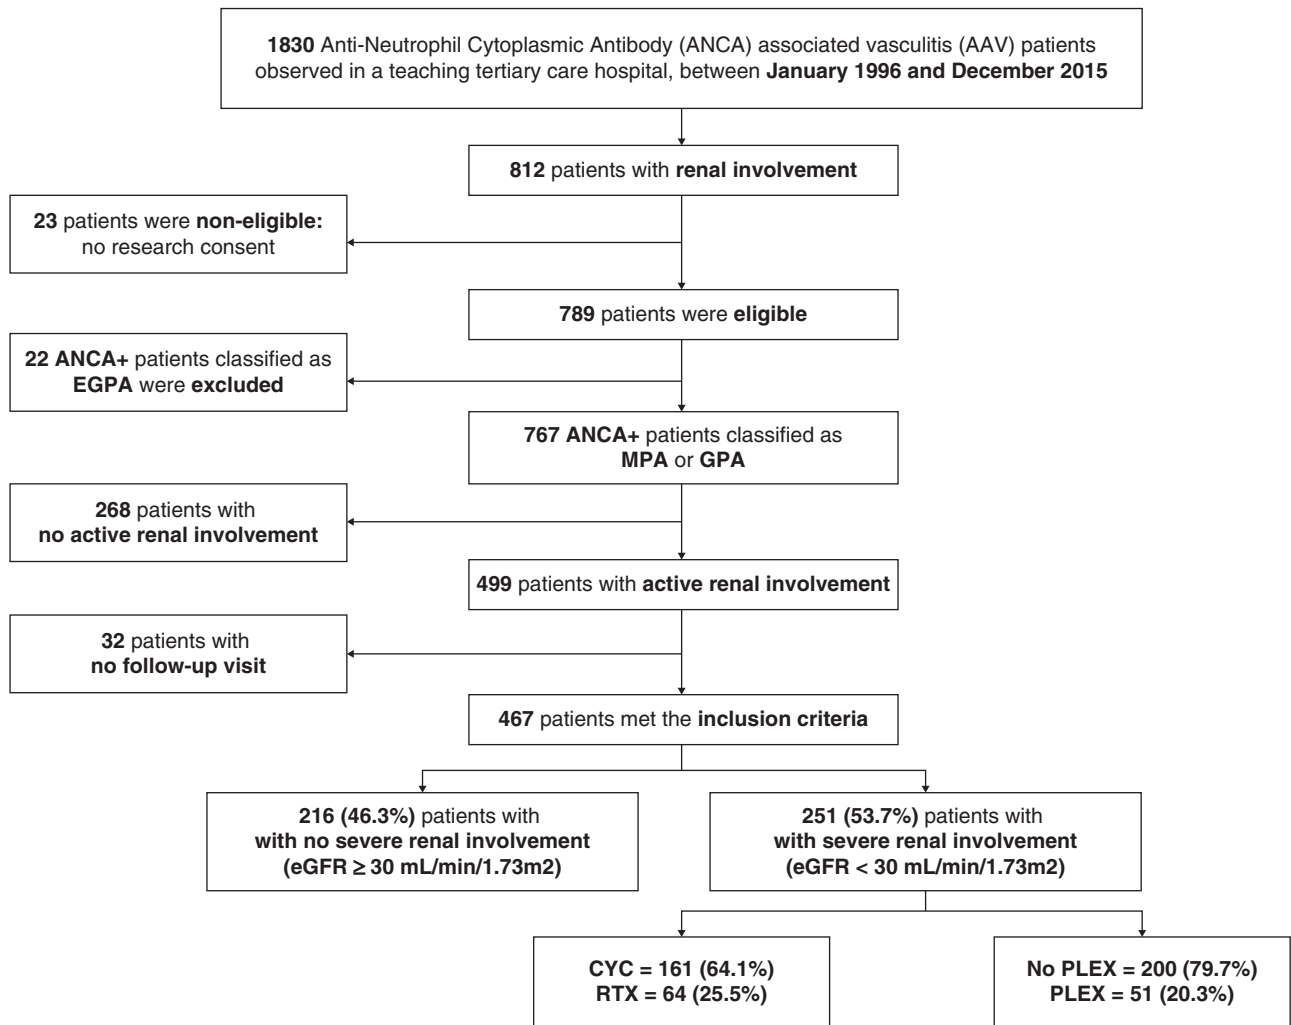 1830 Anti-Neutrophil Cytoplasmic Antibody (ANCA) associated vasculitis (AAV) patients
observed in a teaching tertiary care hospital, between January 1996 and December 2015
812 patients with renal involvement
23 patients were non-eligible:
no research consent
789 patients were eligible
22 ANCA+ patients classified as
EGPA were excluded
767 ANCA+ patients classified as
MPA or GPA
268 patients with
no active renal involvement
499 patients with active renal involvement
32 patients with
no follow-up visit
467 patients met the inclusion criteria
216 (46.3%) patients with
with no severe renal involvement
(eGFR ≥ 30 mL/min/1.73m2)
251 (53.7%) patients with
with severe renal involvement
(eGFR < 30 mL/min/1.73m2)
CYC = 161 (64.1%)
RTX = 64 (25.5%)
No PLEX = 200 (79.7%)
PLEX = 51 (20.3%)